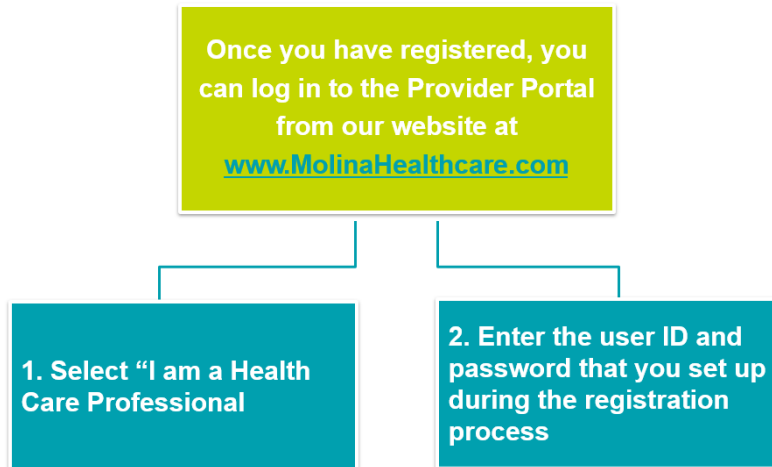 Once you have registered, you
can log in to the Provider Portal
from our website at
www.MolinaHealthcare.com
1. Select “I am a Health
Care Professional
2. Enter the user ID and
password that you set up
during the registration
process